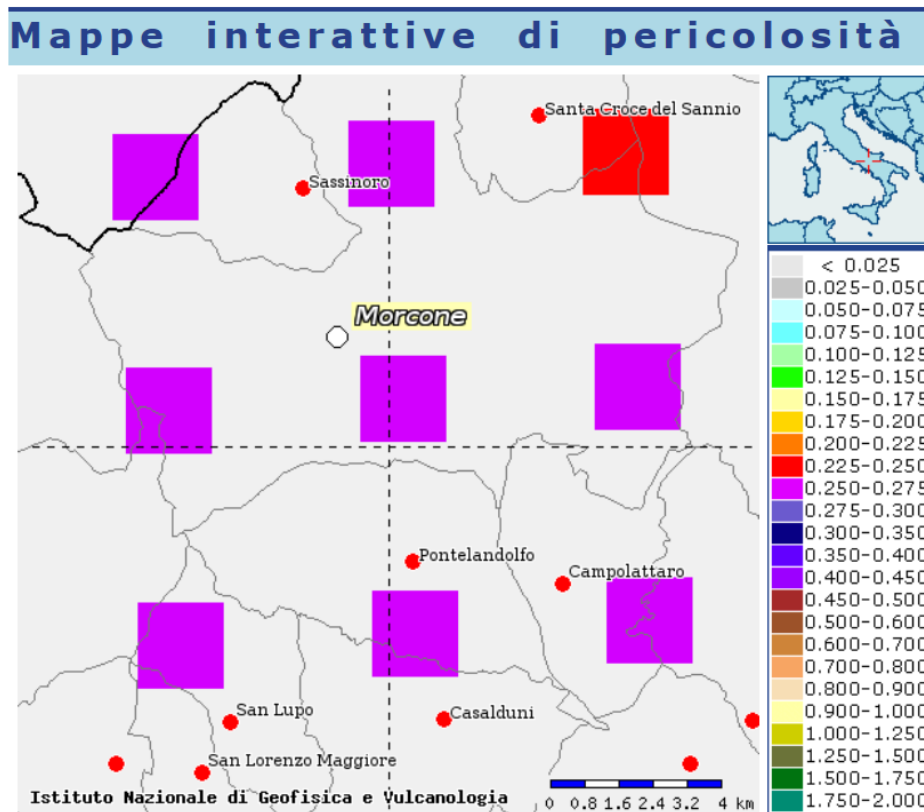 Mappe interattive di pericolosità
Santa Croce del Sannio
Sassinoro
Morcone
Pontelandolfo
Campolattaro
San Lupo
Casalduni
San Lorenzo Maggiore
Istituto Nazionale di Geofisica e Vulcanologia
0 0.8 1.6 2.4 3.2 4 km
< 0.025
0.025-0.050
0.050-0.075
0.075-0.100
0.100-0.125
0.125-0.150
0.150-0.175
0.175-0.200
0.200-0.225
0.225-0.250
0.250-0.275
0.275-0.300
0.300-0.350
0.350-0.400
0.400-0.450
0.450-0.500
0.500-0.600
0.600-0.700
0.700-0.800
0.800-0.900
0.900-1.000
1.000-1.250
1.250-1.500
1.500-1.750
1.750-2.000